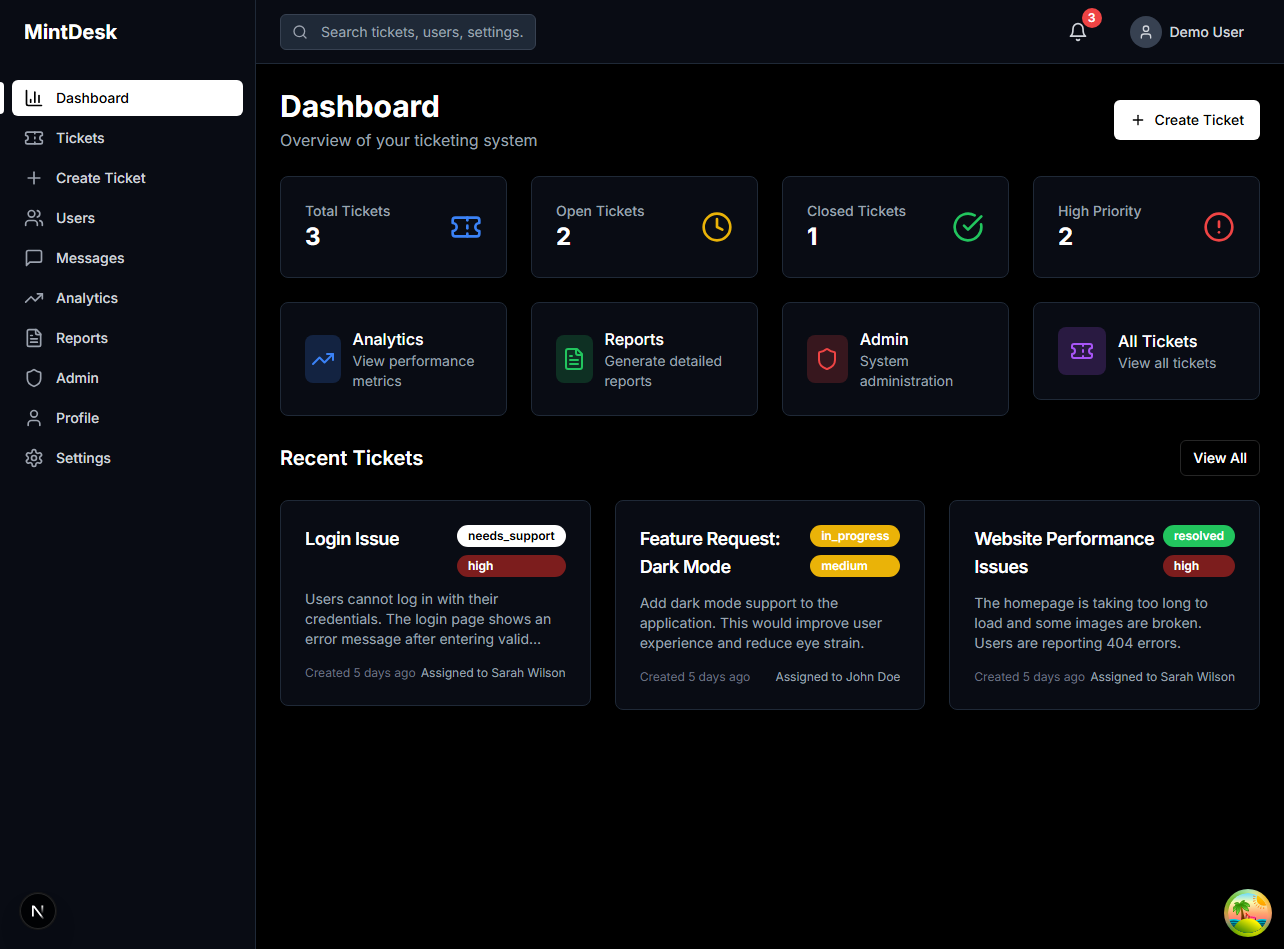 MintDesk
Search tickets, users, settings.
3
Demo User
Dashboard
Tickets
Create Ticket
Users
Messages
Analytics
Reports
Admin
Profile
Settings
N
Dashboard
Overview of your ticketing system
Create Ticket
Total Tickets
3
Open Tickets
2
Closed Tickets
1
High Priority
2
Analytics
View performance
metrics
Reports
Generate detailed
reports
Admin
System
administration
All Tickets
View all tickets
Recent Tickets
View All
Login Issue
needs_support
high
Users cannot log in with their
credentials. The login page shows an
error message after entering valid...
Created 5 days ago Assigned to Sarah Wilson
Feature Request:
Dark Mode
in_progress
medium
Add dark mode support to the
application. This would improve user
experience and reduce eye strain.
Created 5 days ago Assigned to John Doe
Website Performance
Issues
resolved
high
The homepage is taking too long to
load and some images are broken.
Users are reporting 404 errors.
Created 5 days ago Assigned to Sarah Wilson